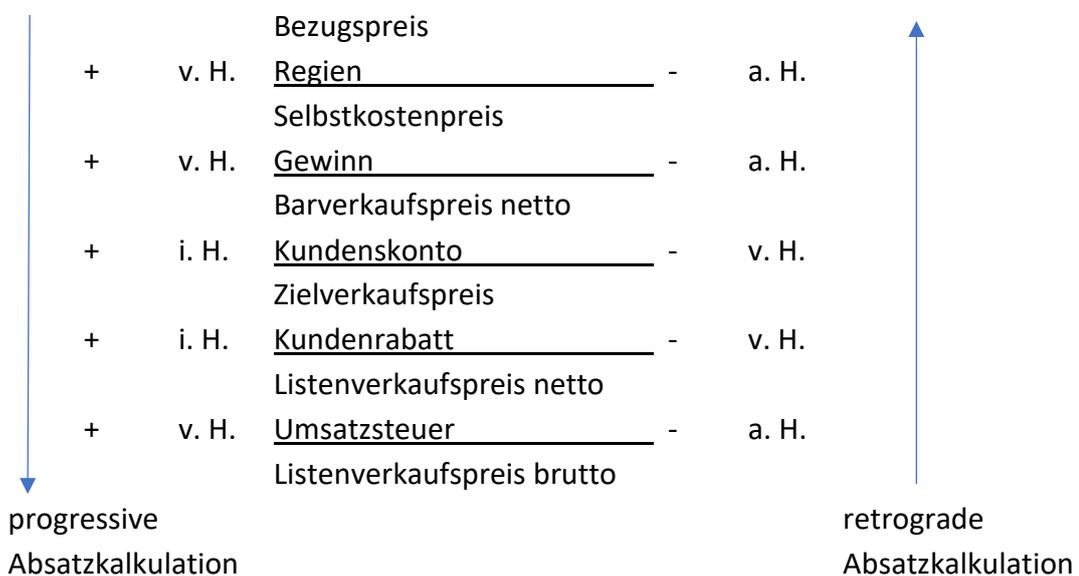 Bezugspreis
+ v. H. Regien - a. H.
Selbstkostenpreis
+ v. H. Gewinn - a. H.
Barverkaufspreis netto
+ i. H. Kundenskonto - v. H.
Zielverkaufspreis
+ i. H. Kundenrabatt - v. H.
Listenverkaufspreis netto
+ v. H. Umsatzsteuer - a. H.
Listenverkaufspreis brutto
progressive retrograde
Absatzkalkulation Absatzkalkulation